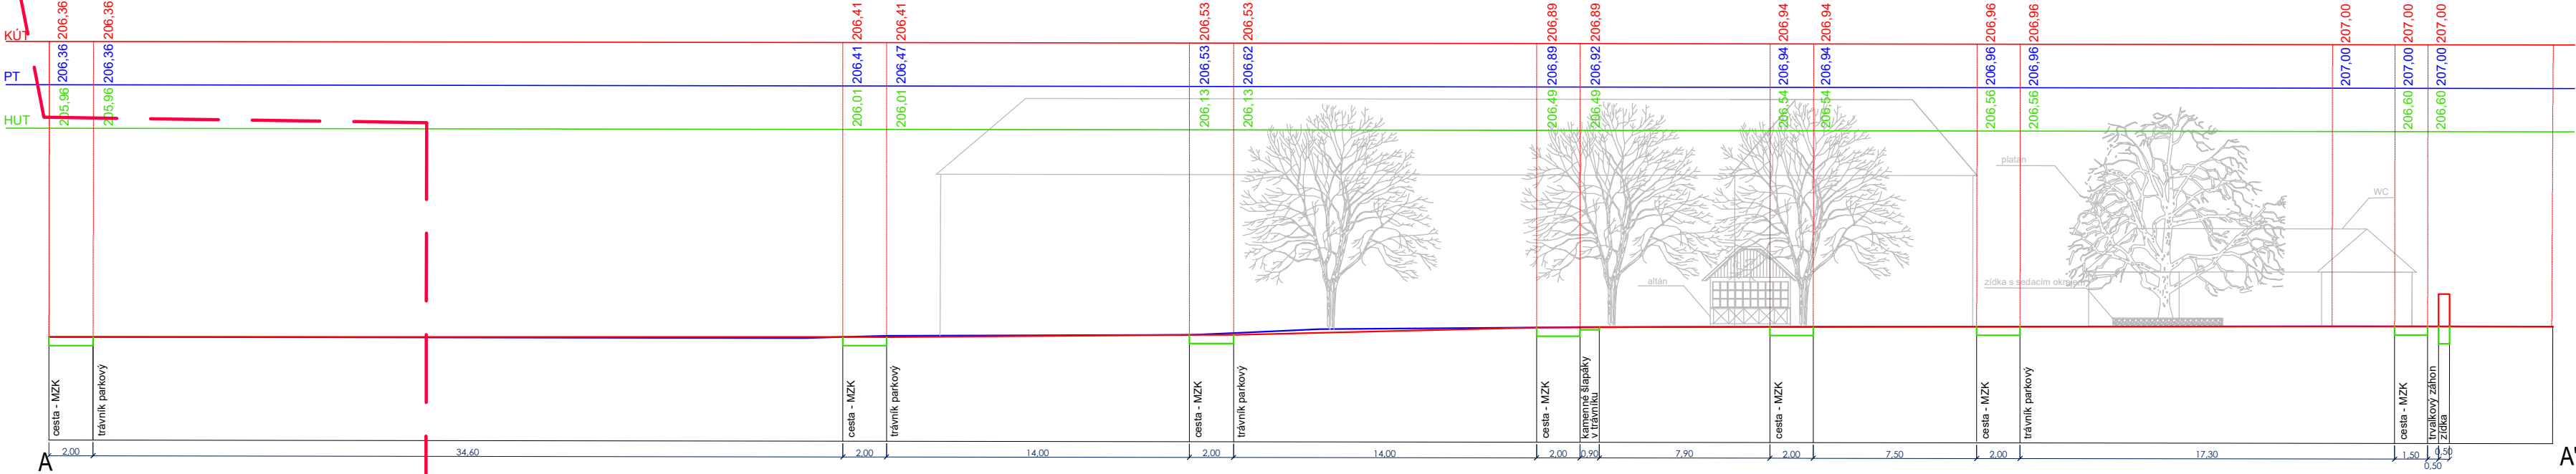 KÚT
206,36 206,36 206,41 206,41 206,53 206,53 206,89 206,89 206,94 206,94 206,96 206,96 207,00 207,00 207,00
PT
206,36 206,36 206,41 206,47 206,53 206,62 206,89 206,92 206,94 206,94 206,96 206,96 207,00 207,00 207,00
HUT
205,96 205,96 206,01 206,01 206,13 206,13 206,49 206,49 206,54 206,54 206,56 206,56 206,60 206,60
platan
WC
altán
zídka s sedacím okrajem
cesta - MZK
trávník parkový
cesta - MZK
trávník parkový
cesta - MZK
trávník parkový
cesta - MZK
kamenné šlapáky
v trávníku
cesta - MZK
cesta - MZK
trávník parkový
cesta - MZK
trvalkový záhon
zídka
2,00 34,60 2,00 14,00 2,00 14,00 2,00 0,90 7,90 2,00 7,50 2,00 17,30 1,50 0,50
0,50
A A'